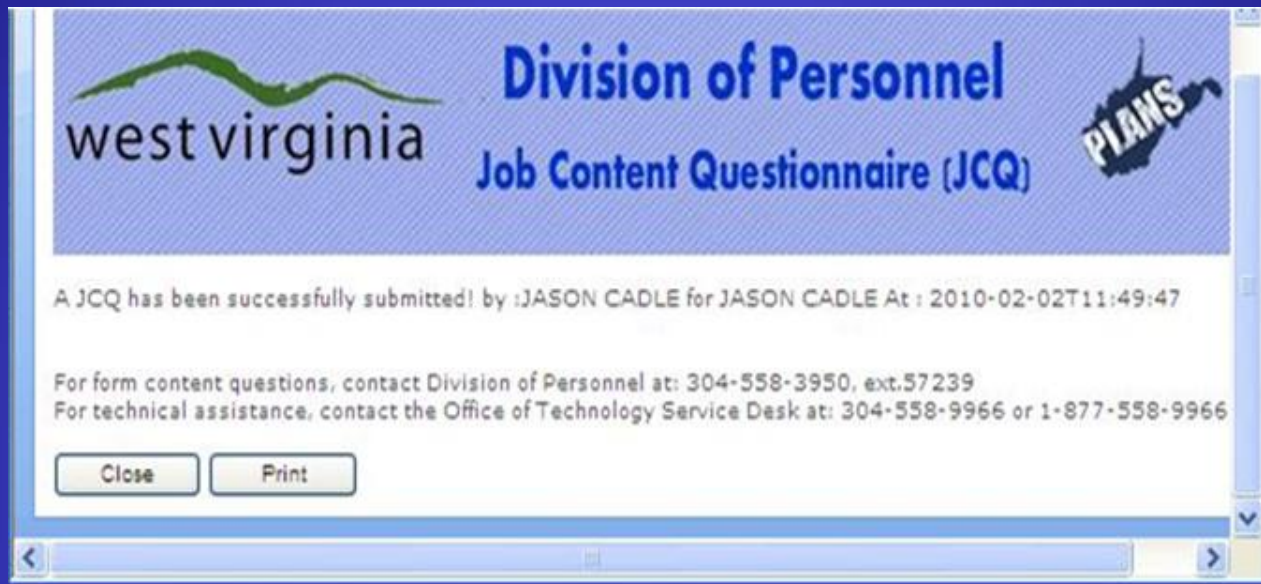 west virginia
Division of Personnel
Job Content Questionnaire (JCQ)
PLANS
A JCQ has been successfully submitted! by :JASON CADLE for JASON CADLE At : 2010-02-02T11:49:47
For form content questions, contact Division of Personnel at: 304-558-3950, ext.57239
For technical assistance, contact the Office of Technology Service Desk at: 304-558-9966 or 1-877-558-9966
Close Print